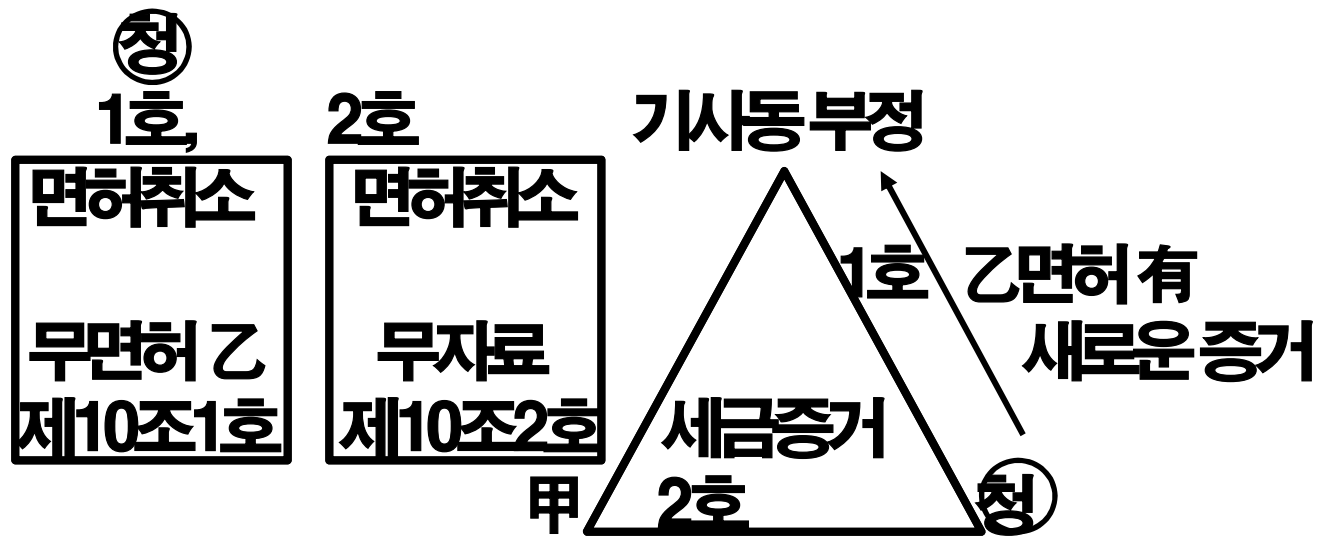 청
1호,
면허취소
무면허 乙
제10조1호
2호
면허취소
무자료
제10조2호
기사동 부정
1호
乙면허 有
새로운 증거
세금증거
2호
甲
청